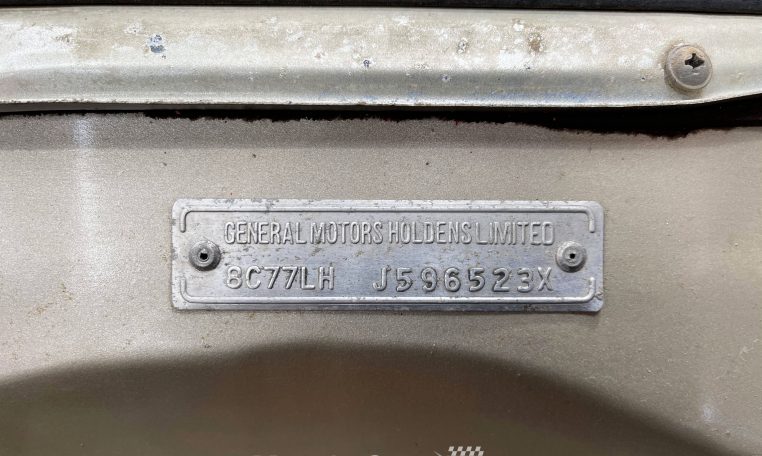 GENERAL MOTORS HOLDENS LIMITED
8C77LH J596523X